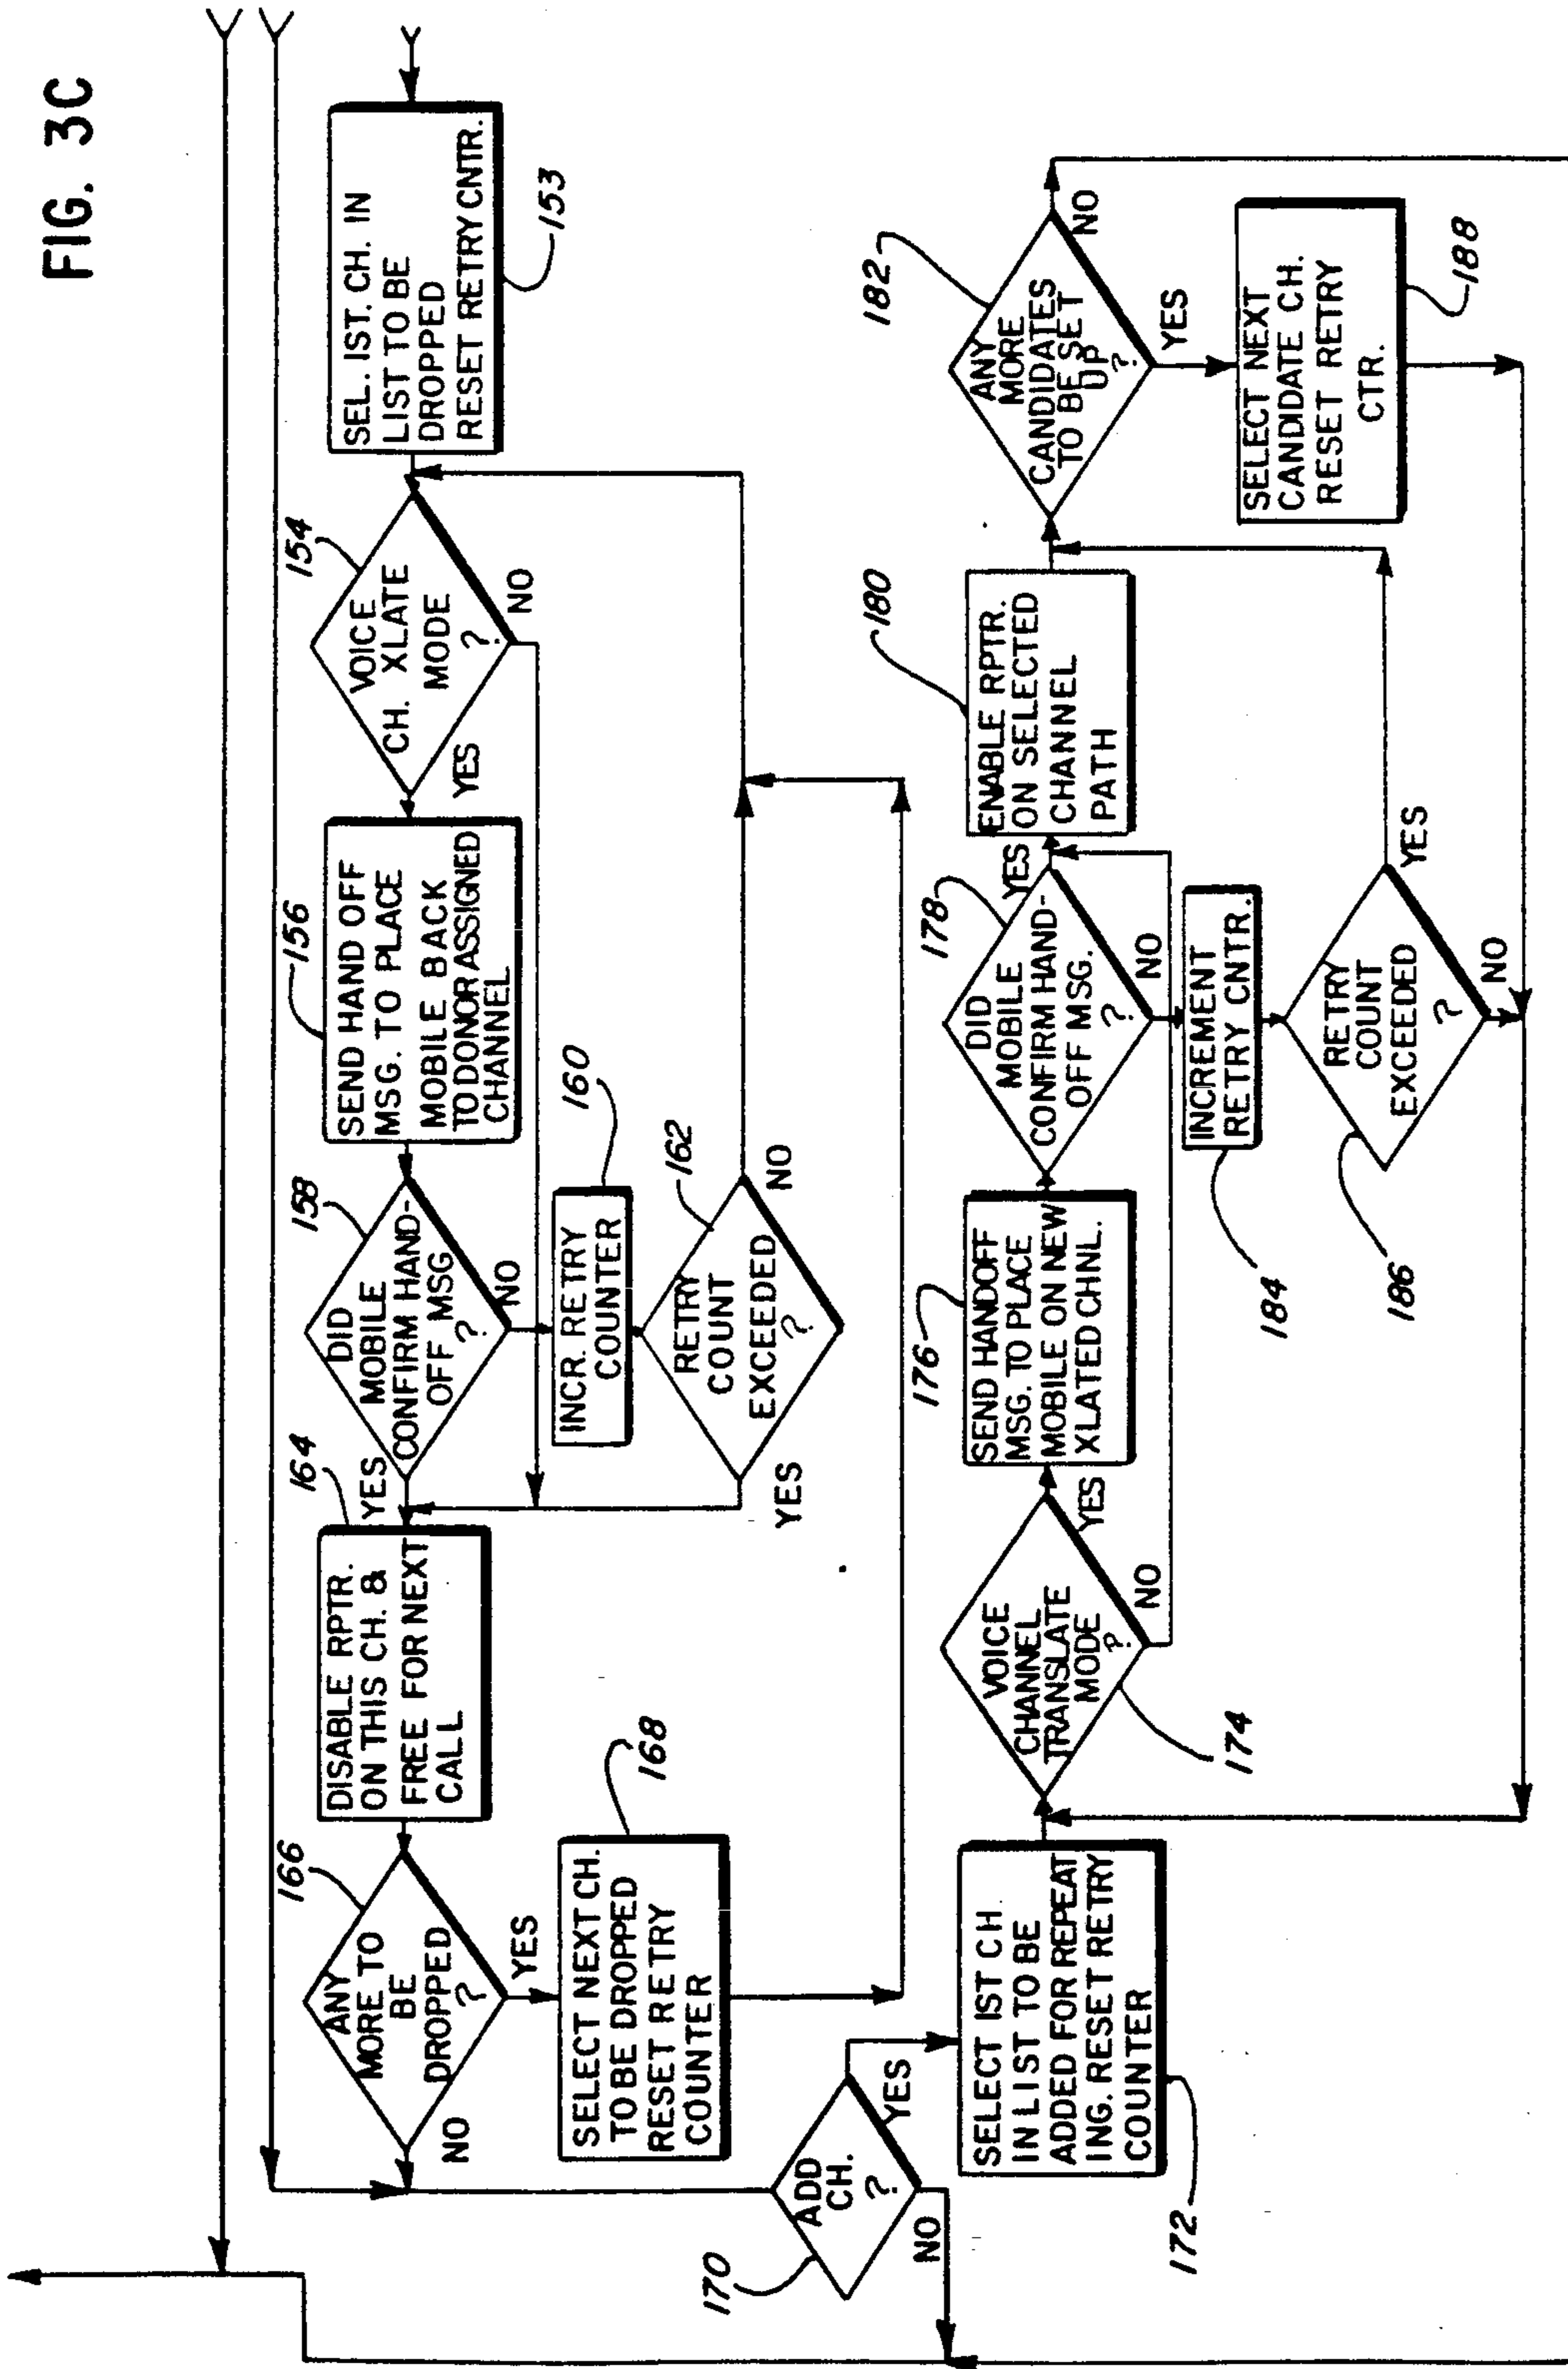 FIG. 3C
SEL. IST. CH. IN
LIST TO BE
DROPPED
RESET RETRY CNTR.
153
154
VOICE
CH. XLATE
MODE
?
NO
YES
156
SEND HAND OFF
MSG. TO PLACE
MOBILE BACK
TO DONOR ASSIGNED
CHANNEL
158
DID
MOBILE
CONFIRM HAND-
OFF MSG
?
NO
YES
160
INCR. RETRY
COUNTER
162
RETRY
COUNT
EXCEEDED
?
NO
YES
164
DISABLE RPTR.
ON THIS CH. &
FREE FOR NEXT
CALL
166
ANY
MORE TO
BE
DROPPED
?
YES
NO
168
SELECT NEXT CH.
TO BE DROPPED
RESET RETRY
COUNTER
170
ADD
CH.
?
YES
NO
SELECT IST CH
IN LIST TO BE
ADDED FOR REPEAT
ING. RESET RETRY
COUNTER
172
VOICE
CHANNEL
TRANSLATE
MODE
?
YES
NO
174
176
SEND HANDOFF
MSG. TO PLACE
MOBILE ON NEW
XLATED CHNL.
178
DID
MOBILE
CONFIRM HAND-
OFF MSG.
?
YES
NO
180
ENABLE RPTR.
ON SELECTED
CHANNEL
PATH
182
ANY
MORE
CANDIDATES
TO BE SET
UP
?
NO
YES
INCREMENT
RETRY CNTR.
184
RETRY
COUNT
EXCEEDED
?
YES
NO
186
SELECT NEXT
CANDIDATE CH.
RESET RETRY
CTR.
188